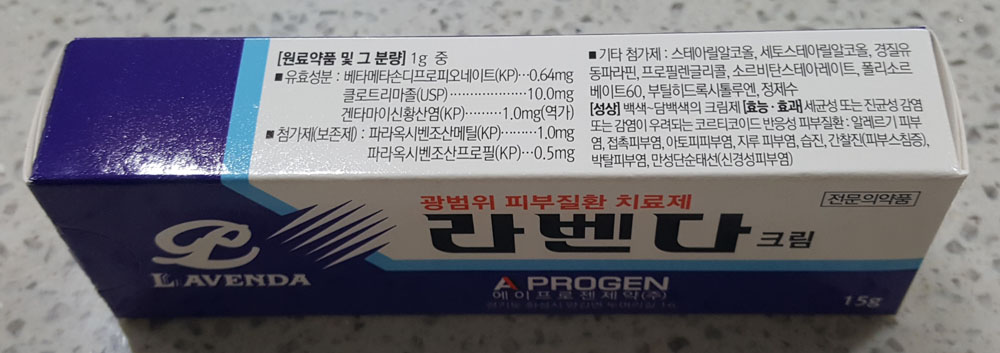 [원료약품 및 그 분량] 1g 중
■ 유효성분 : 베타메타손디프로피오네이트(KP)…0.64mg
클로트리마졸(USP)…………………10.0mg
겐타마이신황산염(KP)………1.0mg(역가)
■ 첨가제(보존제) : 파라옥시벤조산메틸(KP)………1.0mg
파라옥시벤조산프로필(KP)…0.5mg
■ 기타 첨가제 : 스테아릴알코올, 세토스테아릴알코올, 경질유
동파라핀, 프로필렌글리콜, 소르비탄스테아레이트, 폴리소르
베이트60, 부틸히드록시톨루엔, 정제수
[성상] 백색~담백색의 크림제 [효능·효과] 세균성 또는 진균성 감염
또는 감염이 우려되는 코르티코이드 반응성 피부질환 : 알레르기 피부
염, 접촉피부염, 아토피피부염, 지루 피부염, 습진, 간찰진(피부스침증),
박탈피부염, 만성단순태선(신경성피부염)
광범위 피부질환 치료제
전문의약품
라벤다크림
LAVENDA
APROGEN
에이프로젠제약(주)
15g